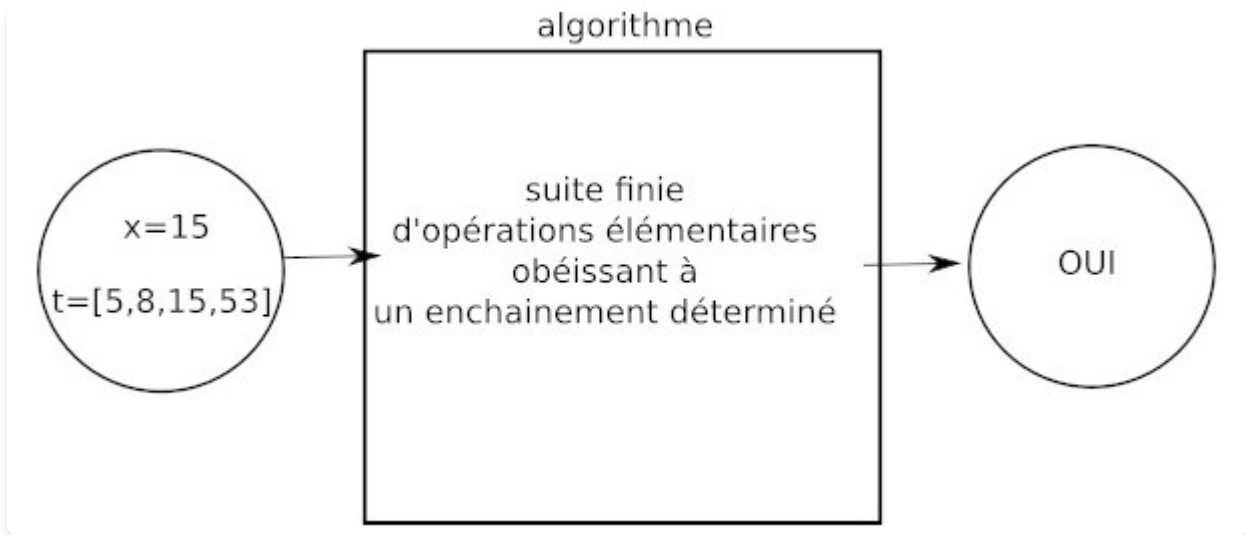 algorithme
x=15
t=[5,8,15,53]
suite finie
d'opérations élémentaires
obéissant à
un enchainement déterminé
OUI